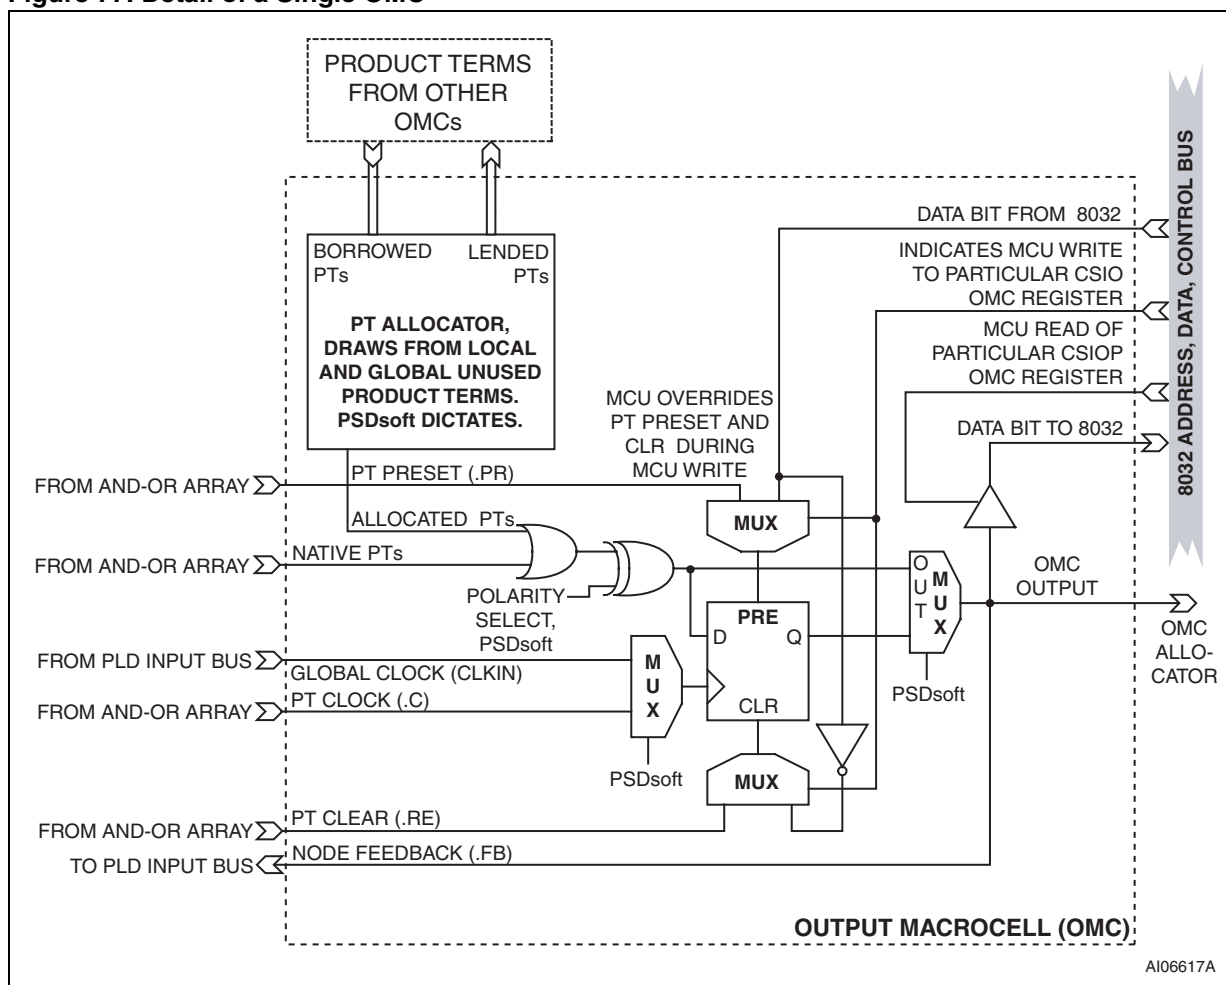 PRODUCT TERMS
FROM OTHER
OMCs
BORROWED
PTs
LENDED
PTs
PT ALLOCATOR,
DRAWS FROM LOCAL
AND GLOBAL UNUSED
PRODUCT TERMS.
PSDsoft DICTATES.
DATA BIT FROM 8032
INDICATES MCU WRITE
TO PARTICULAR CSIO
OMC REGISTER
MCU READ OF
PARTICULAR CSIOP
OMC REGISTER
DATA BIT TO 8032
8032 ADDRESS, DATA, CONTROL BUS
MCU OVERRIDES
PT PRESET AND
CLR DURING
MCU WRITE
FROM AND-OR ARRAY
PT PRESET (.PR)
MUX
ALLOCATED PTs
FROM AND-OR ARRAY
NATIVE PTs
POLARITY
SELECT,
PSDsoft
OUT
MUX
OMC
OUTPUT
OMC
ALLO-
CATOR
PRE
D
Q
CLR
PSDsoft
FROM PLD INPUT BUS
GLOBAL CLOCK (CLKIN)
MUX
FROM AND-OR ARRAY
PT CLOCK (.C)
PSDsoft
MUX
FROM AND-OR ARRAY
PT CLEAR (.RE)
TO PLD INPUT BUS
NODE FEEDBACK (.FB)
OUTPUT MACROCELL (OMC)
AI06617A